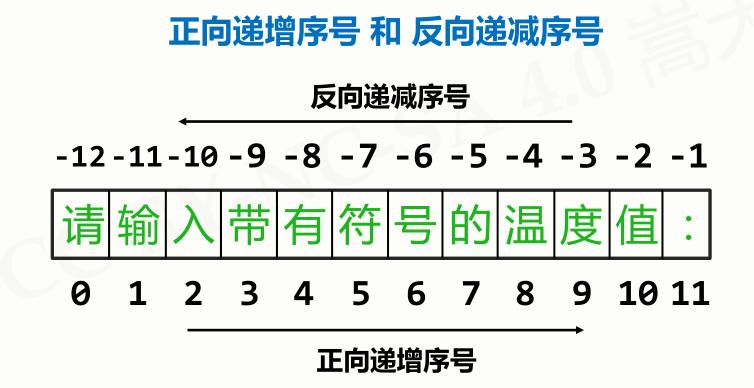 正向递增序号 和 反向递减序号
反向递减序号
-12 -11 -10 -9 -8 -7 -6 -5 -4 -3 -2 -1
请输入带有符号的温度值:
0 1 2 3 4 5 6 7 8 9 10 11
正向递增序号